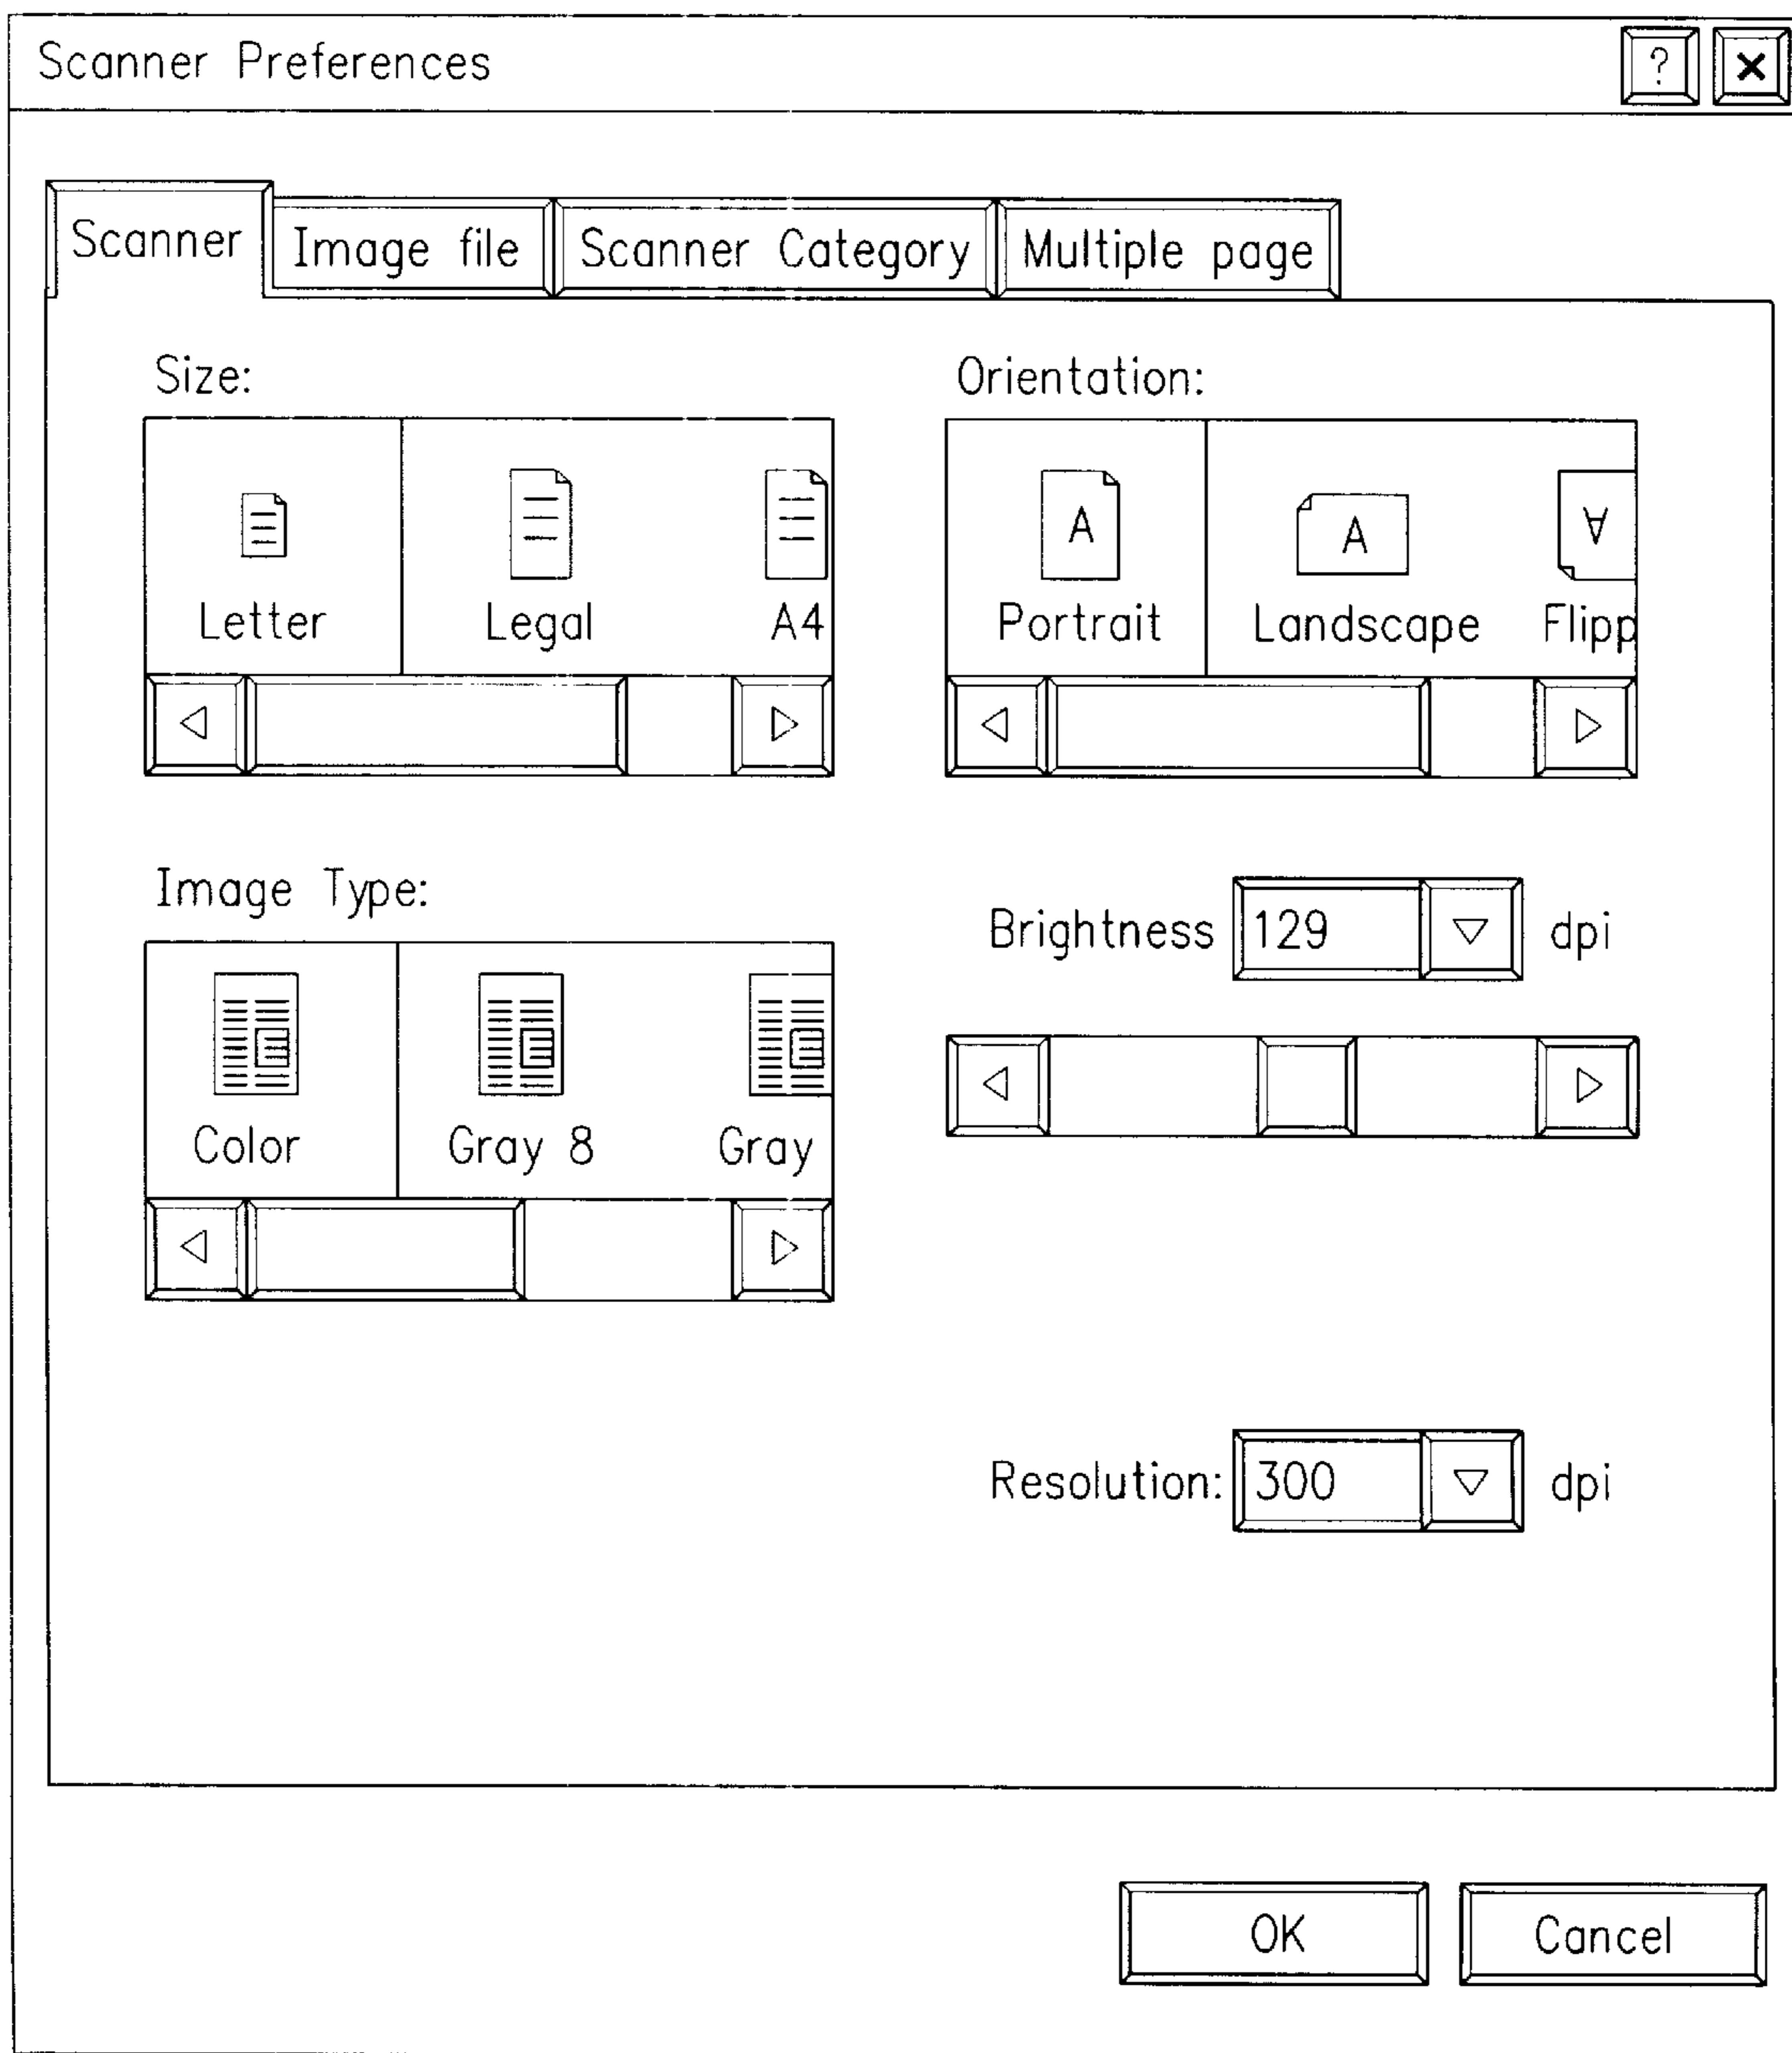 Scanner Preferences ? ×
Scanner Image file Scanner Category Multiple page
Size:
Letter Legal A4
Orientation:
A A ∀
Portrait Landscape Flipp
Image Type:
Color Gray 8 Gray
Brightness 129 dpi
Resolution: 300 dpi
OK Cancel